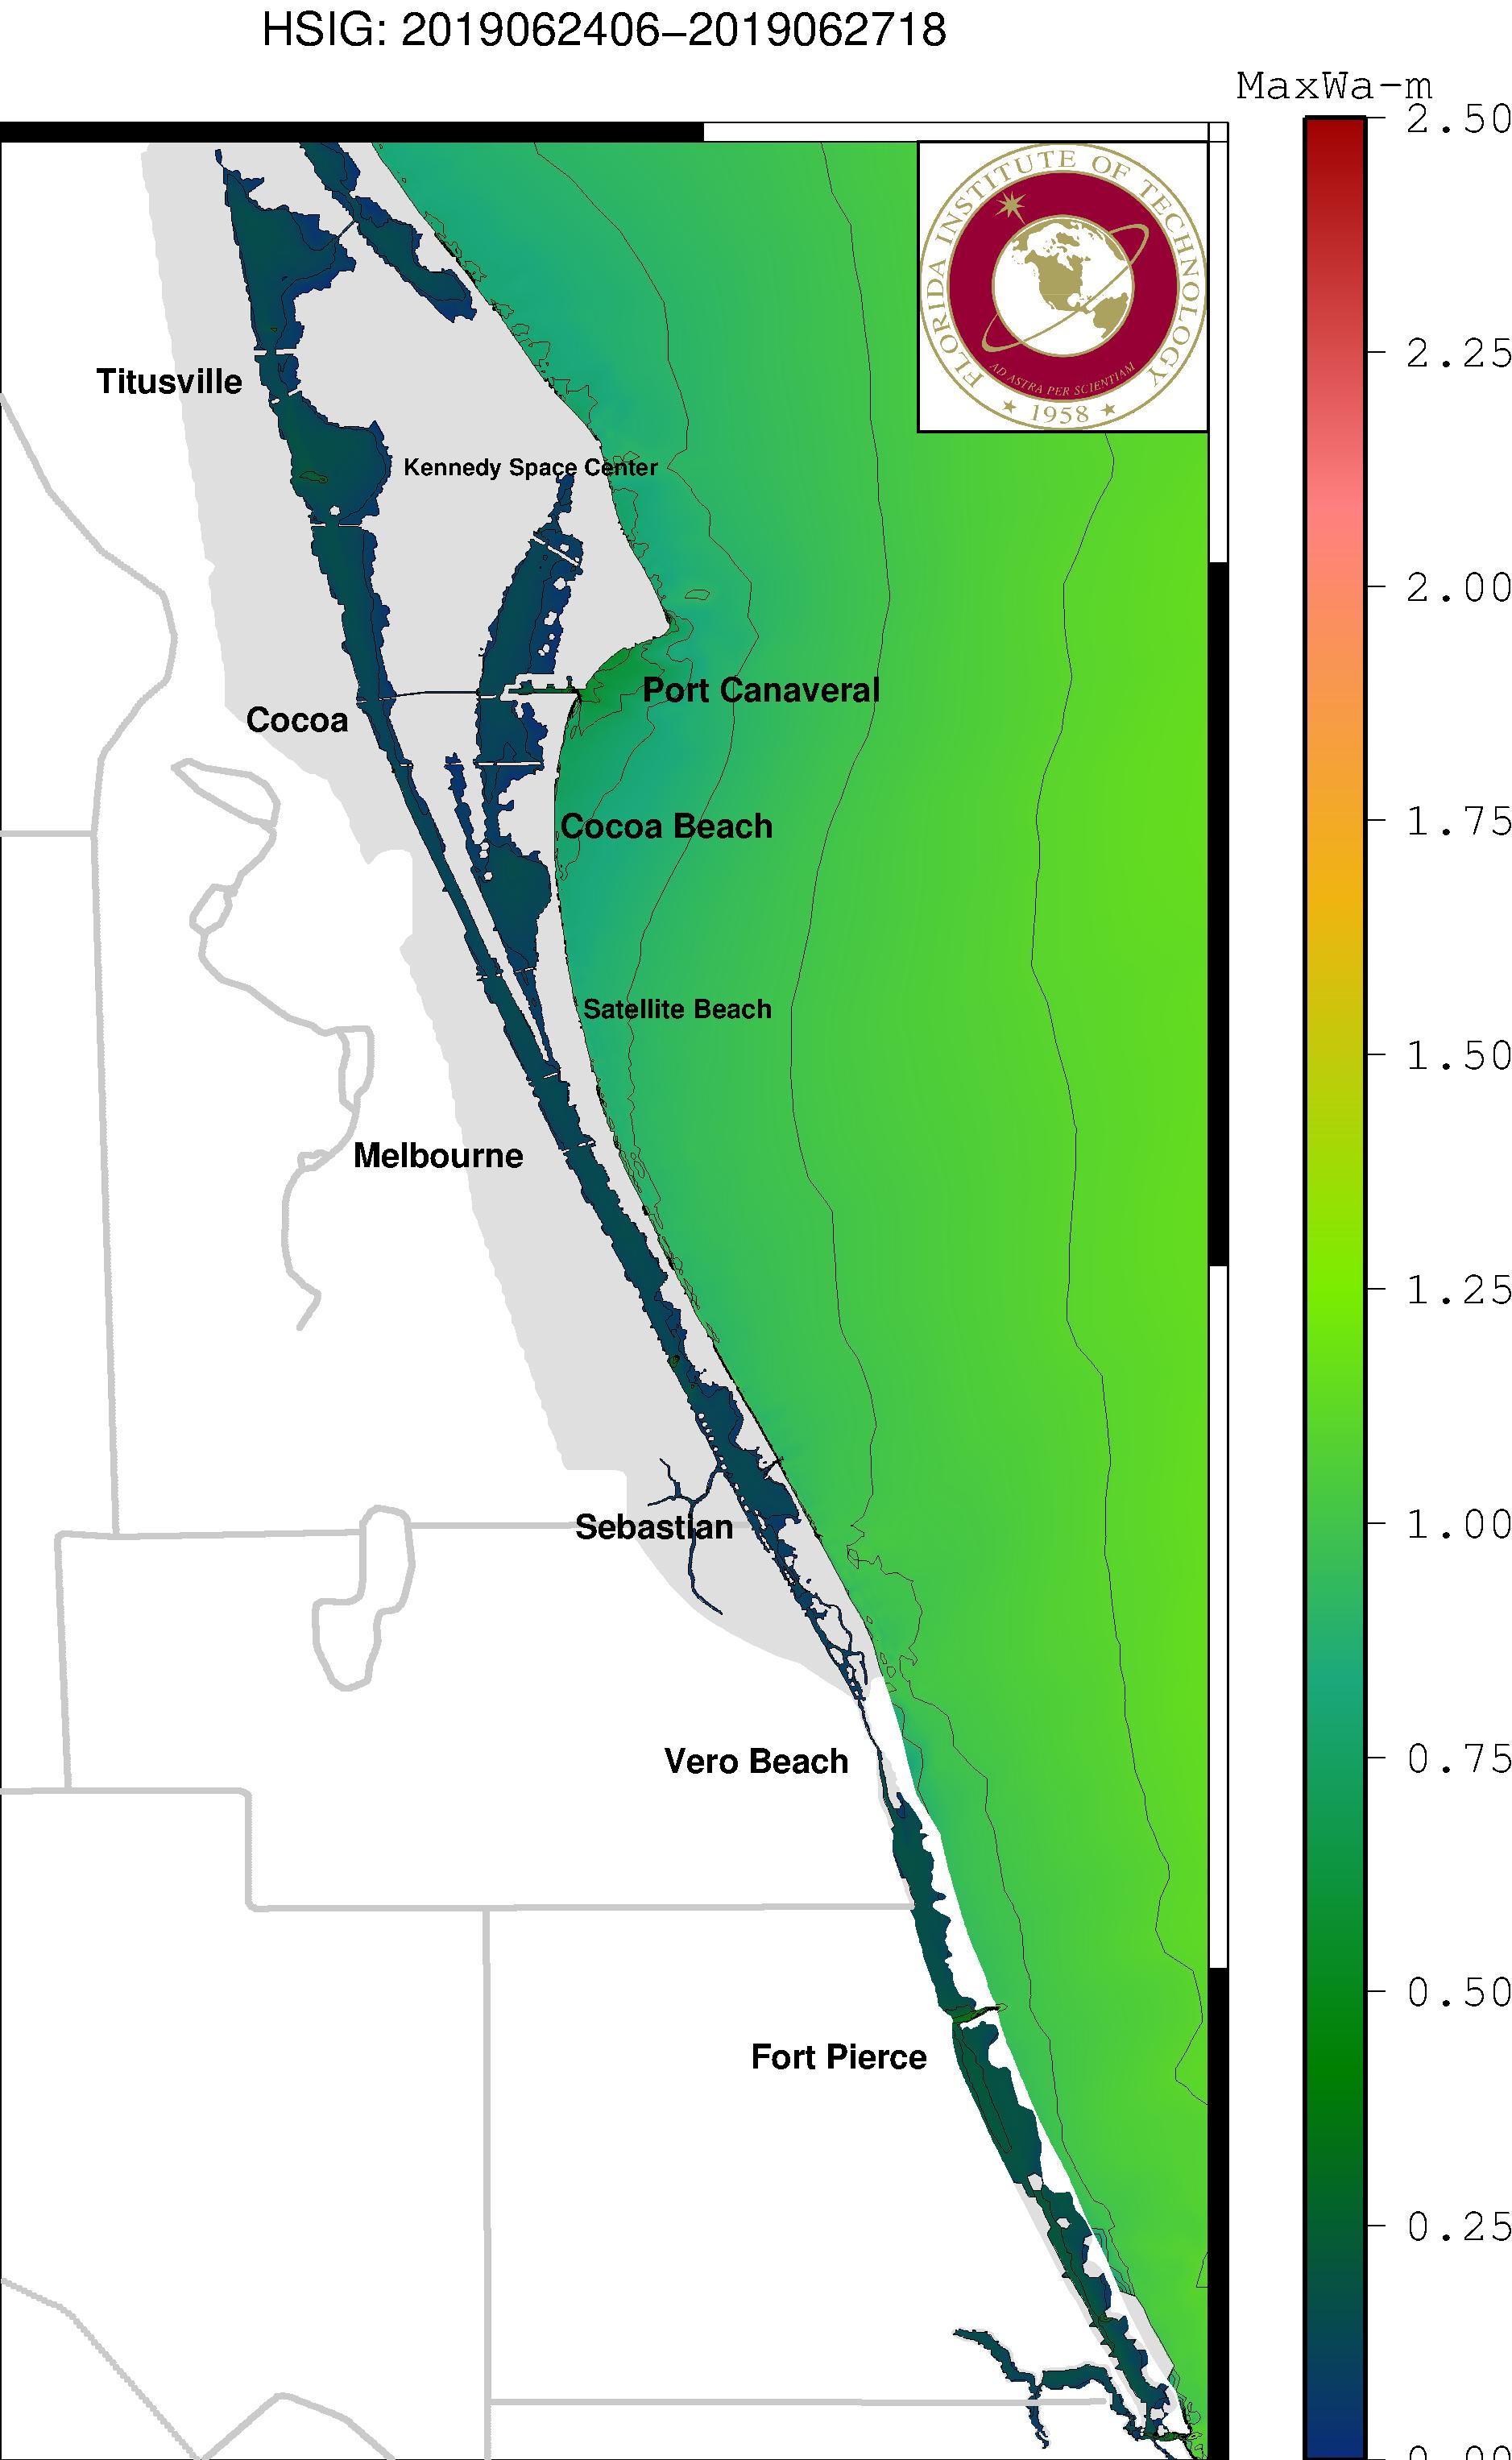 HSIG: 2019062406–2019062718
MaxWa-m
2.50
FLORIDA INSTITUTE OF TECHNOLOGY
AD ASTRA PER SCIENTIAM
1958
2.25
Titusville
Kennedy Space Center
2.00
Port Canaveral
Cocoa
1.75
Cocoa Beach
Satellite Beach
1.50
Melbourne
1.25
1.00
Sebastian
0.75
Vero Beach
0.50
Fort Pierce
0.25
0.00